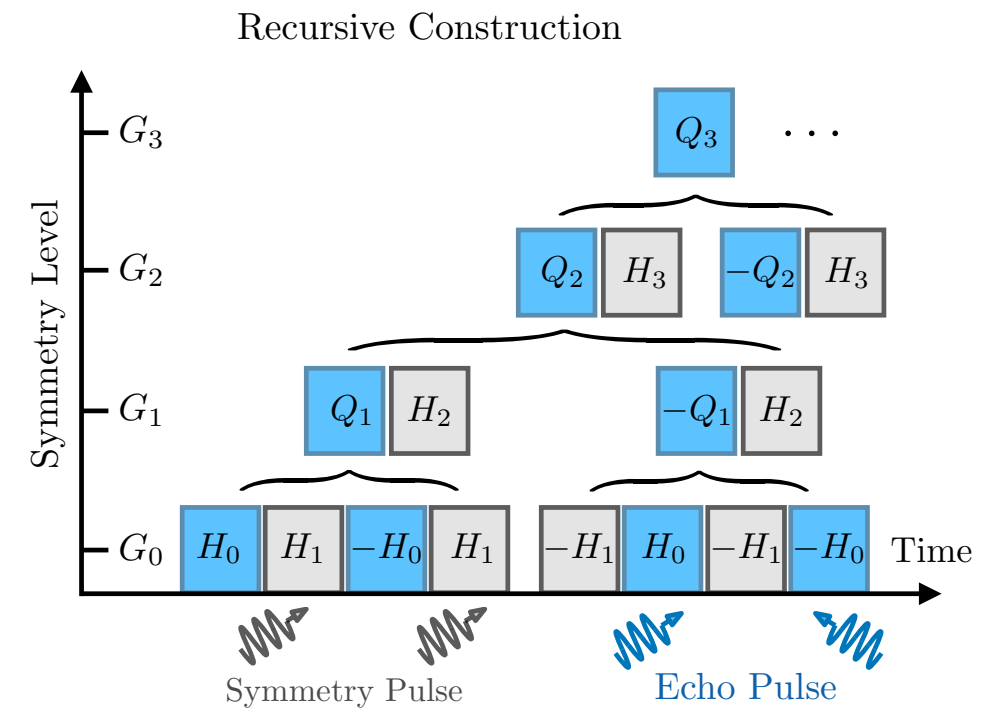 Recursive Construction
G₃ Q₃ · · ·
G₂ Q₂ H₃ −Q₂ H₃
Symmetry Level
G₁ Q₁ H₂ −Q₁ H₂
G₀ H₀ H₁ −H₀ H₁ −H₁ H₀ −H₁ −H₀ Time
Symmetry Pulse Echo Pulse